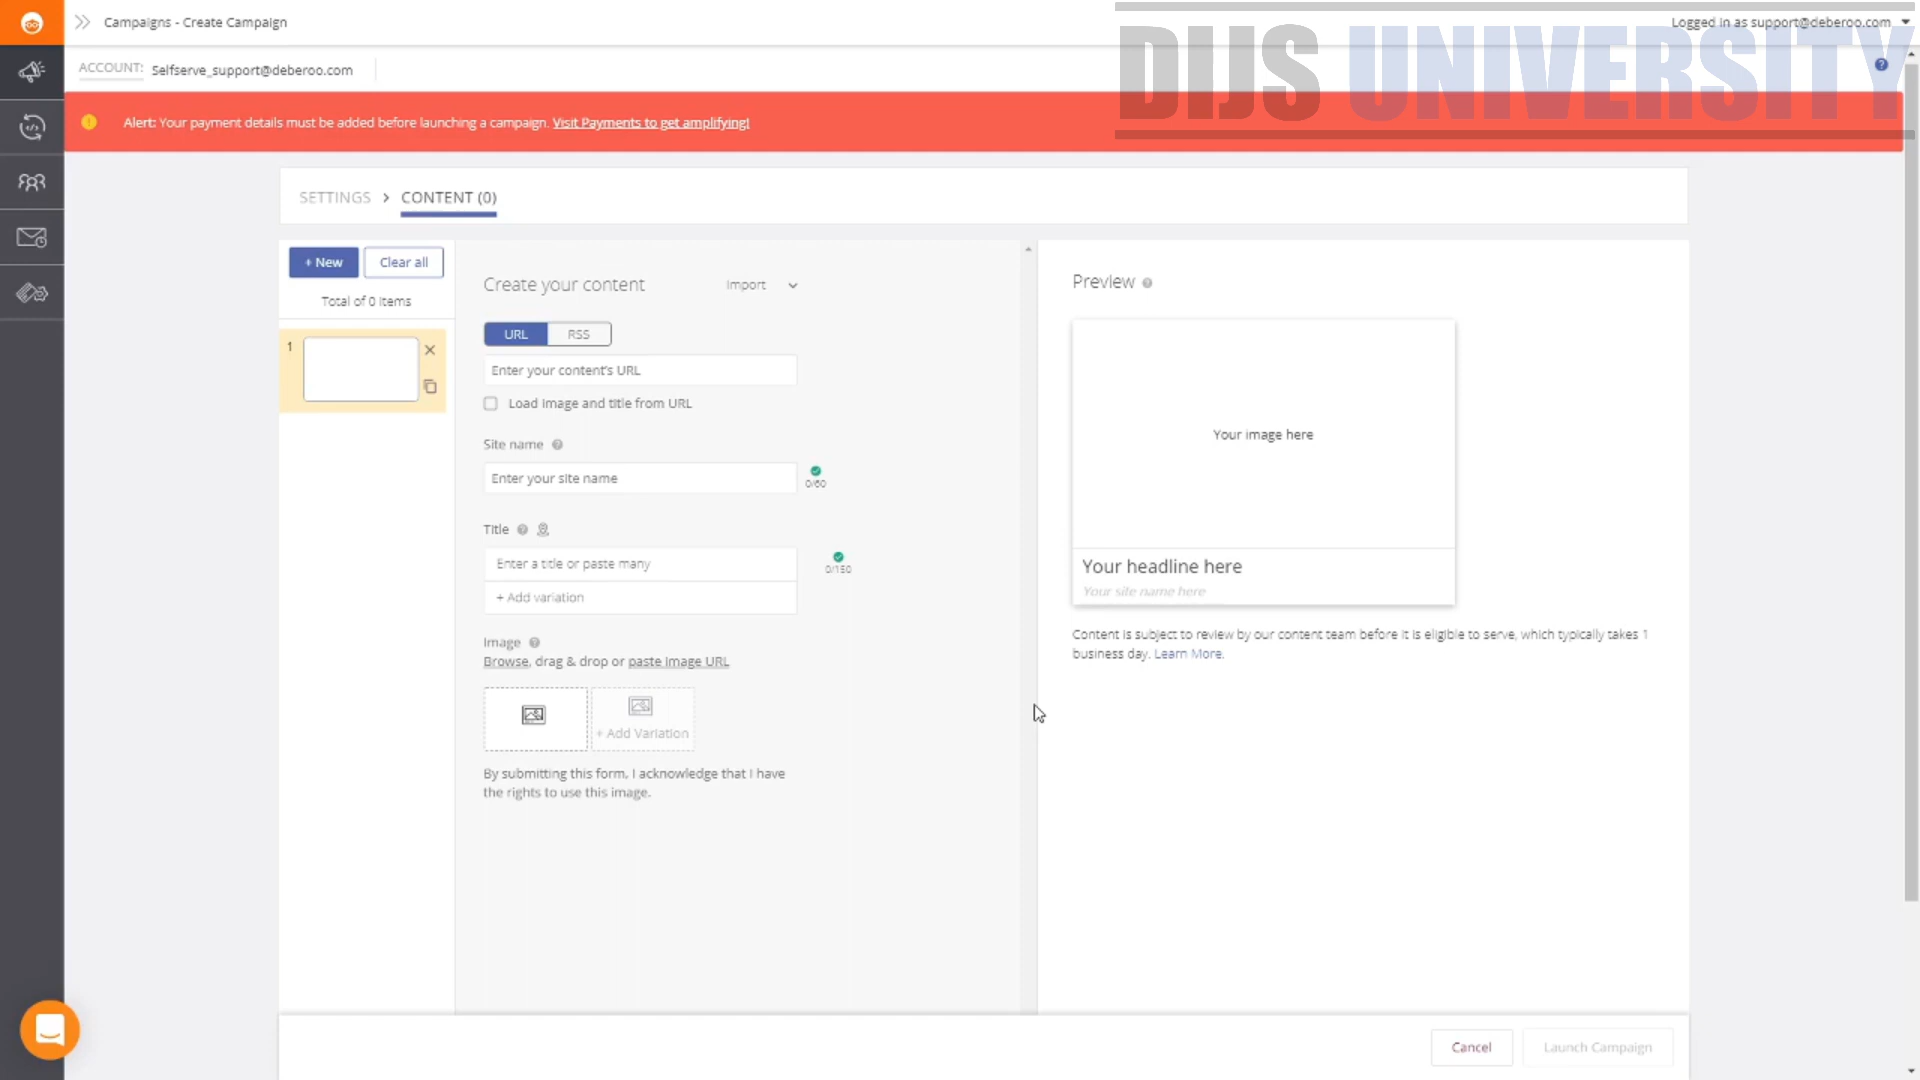 Campaigns - Create Campaign
Logged in as support@deberoo.com
DIJS UNIVERSITY
ACCOUNT: Selfserve_support@deberoo.com
Alert: Your payment details must be added before launching a campaign. Visit Payments to get amplifying!
SETTINGS > CONTENT (0)
+ New
Clear all
Total of 0 items
1
Create your content
Import
URL
RSS
Enter your content's URL
Load image and title from URL
Site name
Enter your site name
0/60
Title
Enter a title or paste many
0/150
+ Add variation
Image
Browse, drag & drop or paste image URL
+ Add Variation
By submitting this form, I acknowledge that I have
the rights to use this image.
Preview
Your image here
Your headline here
Your site name here
Content is subject to review by our content team before it is eligible to serve, which typically takes 1
business day. Learn More.
Cancel
Launch Campaign